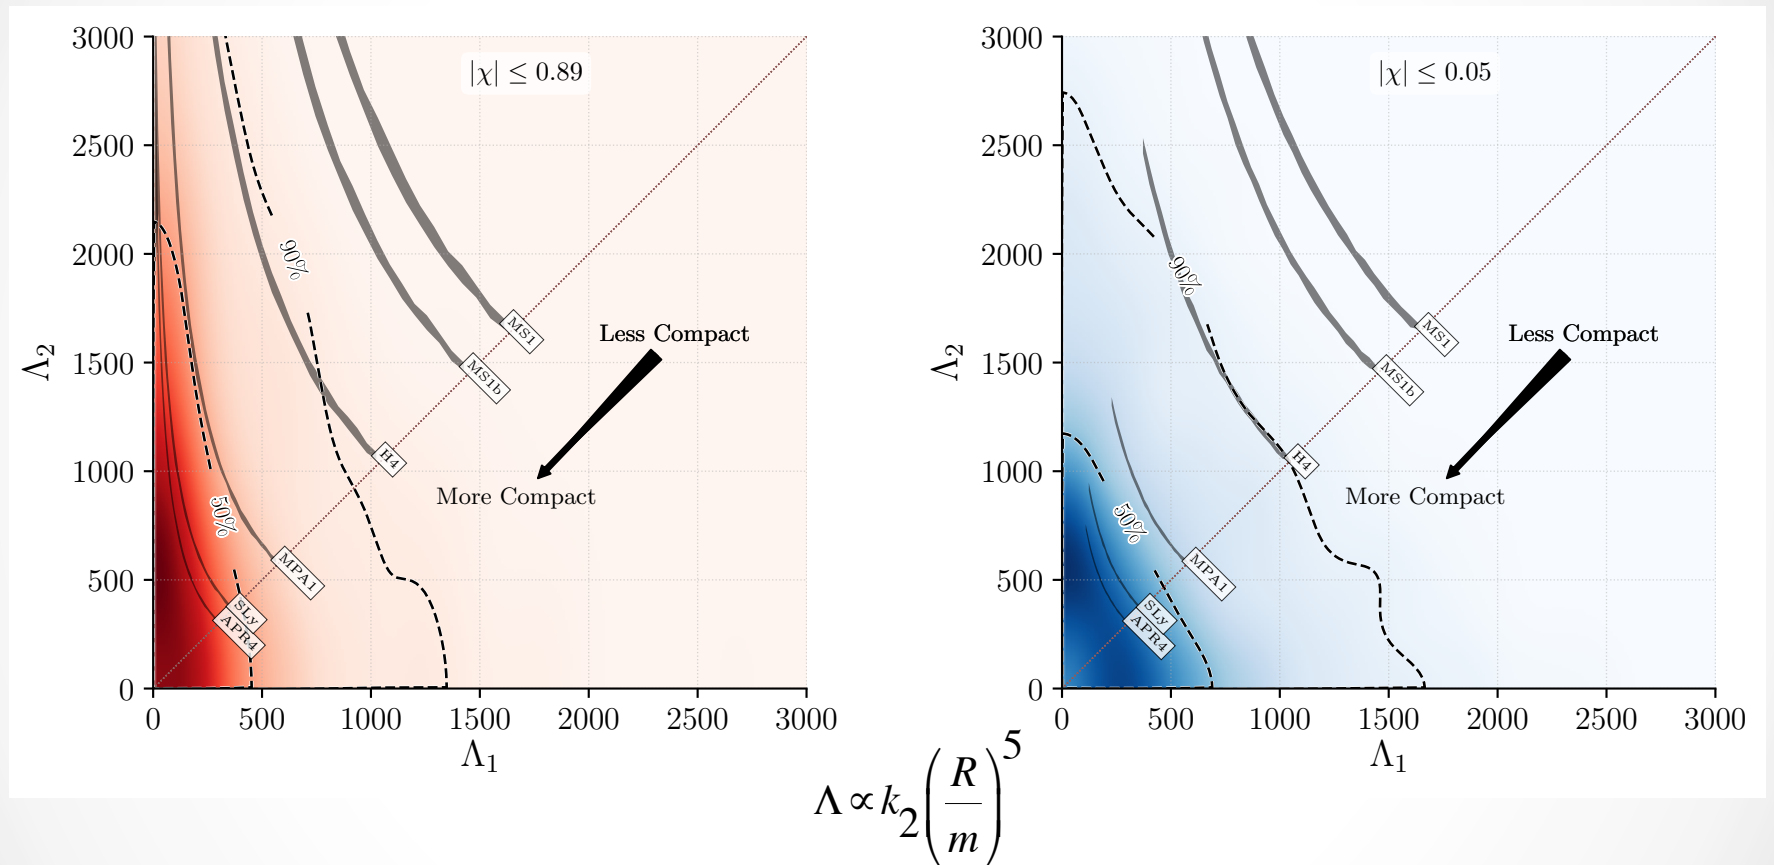 |χ| ≤ 0.89
3000
2500
2000
1500
1000
500
0
Λ₂
90%
50%
MS1
MS1b
H4
MPA1
SLy
APR4
Less Compact
More Compact
0 500 1000 1500 2000 2500 3000
Λ₁
|χ| ≤ 0.05
3000
2500
2000
1500
1000
500
0
Λ₂
90%
50%
MS1
MS1b
H4
MPA1
SLy
APR4
Less Compact
More Compact
0 500 1000 1500 2000 2500 3000
Λ₁
Λ ∝ k₂(R/m)⁵